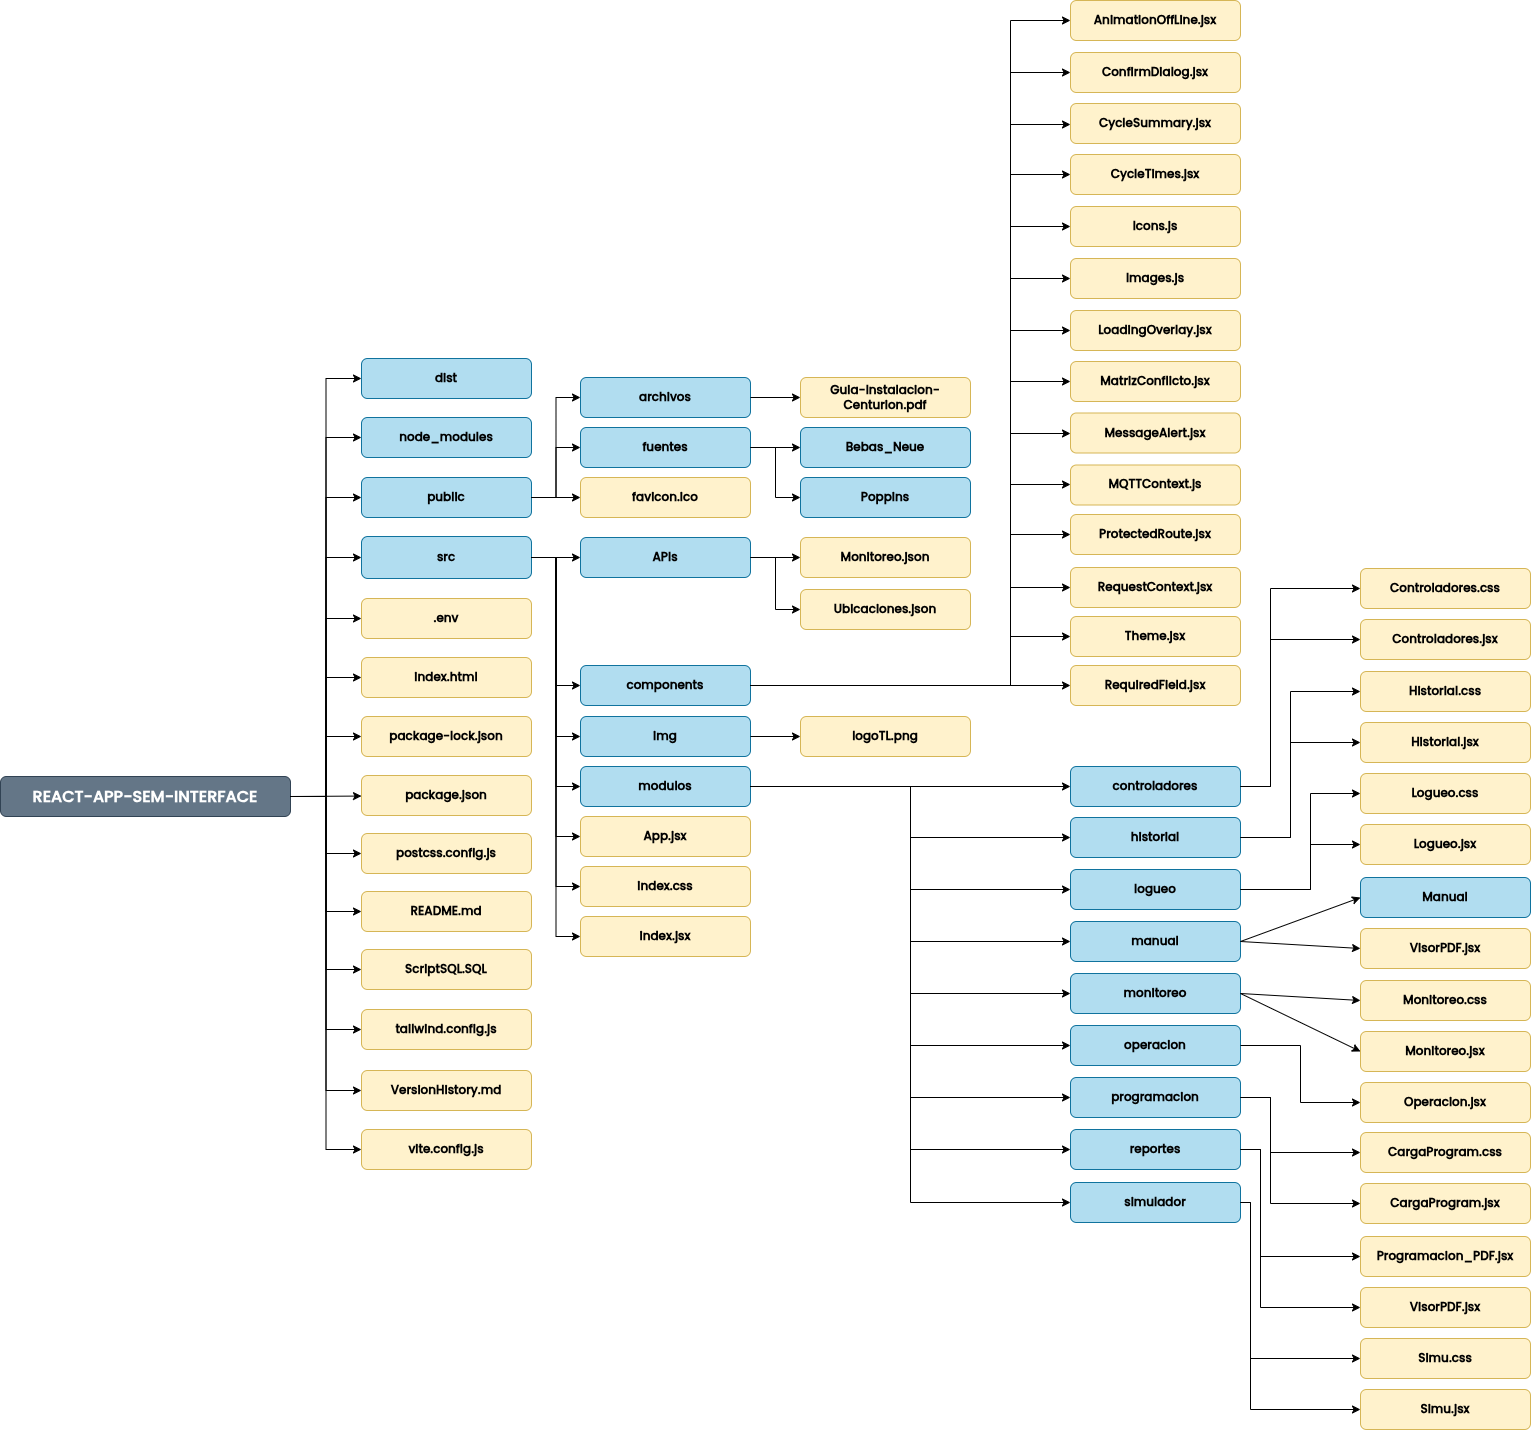 REACT-APP-SEM-INTERFACE
dist
node_modules
public
src
.env
index.html
package-lock.json
package.json
postcss.config.js
README.md
ScriptSQL.SQL
tailwind.config.js
VersionHistory.md
vite.config.js
archivos
fuentes
favicon.ico
APIs
components
img
modulos
App.jsx
index.css
index.jsx
Guia-Instalacion-
Centurion.pdf
Bebas_Neue
Poppins
Monitoreo.json
Ubicaciones.json
logoTL.png
AnimationOffLine.jsx
ConfirmDialog.jsx
CycleSummary.jsx
CycleTimes.jsx
Icons.js
Images.js
LoadingOverlay.jsx
MatrizConflicto.jsx
MessageAlert.jsx
MQTTContext.js
ProtectedRoute.jsx
RequestContext.jsx
Theme.jsx
RequiredField.jsx
controladores
historial
logueo
manual
monitoreo
operacion
programacion
reportes
simulador
Controladores.css
Controladores.jsx
Historial.css
Historial.jsx
Logueo.css
Logueo.jsx
Manual
VisorPDF.jsx
Monitoreo.css
Monitoreo.jsx
Operacion.jsx
CargaProgram.css
CargaProgram.jsx
Programacion_PDF.jsx
VisorPDF.jsx
Simu.css
Simu.jsx